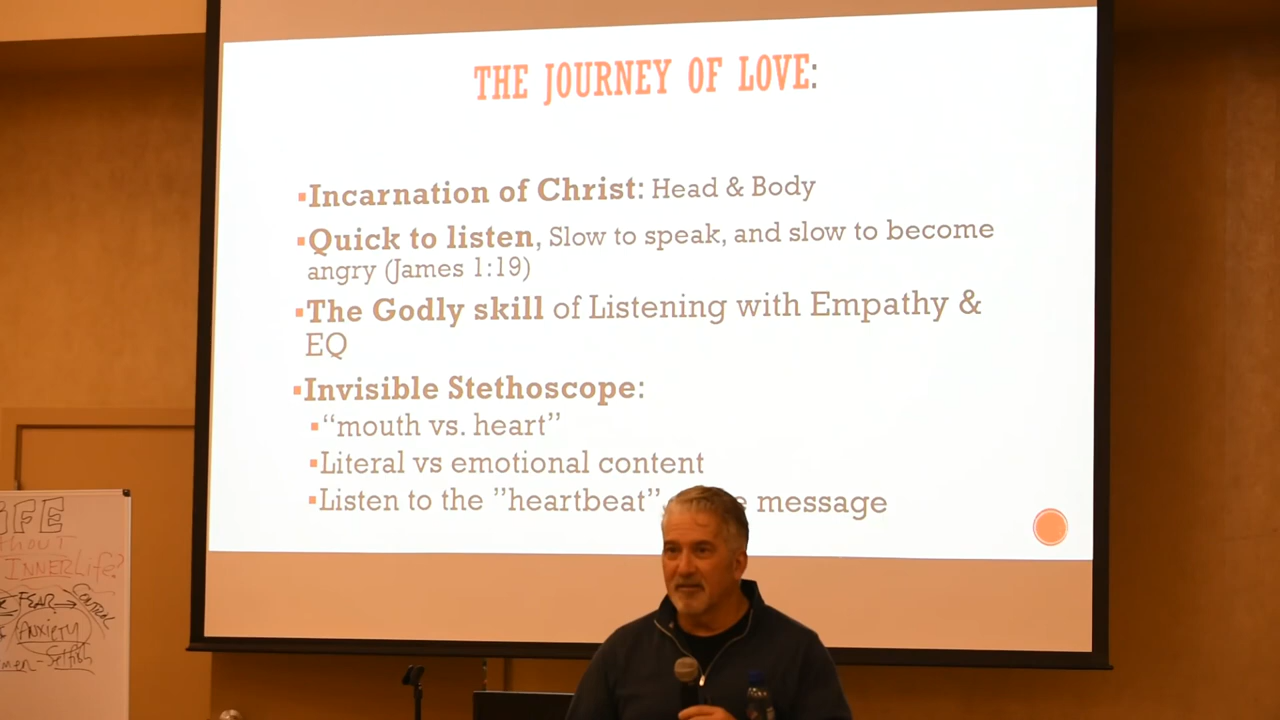 THE JOURNEY OF LOVE:
▪Incarnation of Christ: Head & Body
▪Quick to listen, Slow to speak, and slow to become
angry (James 1:19)
▪The Godly skill of Listening with Empathy &
EQ
▪Invisible Stethoscope:
▪“mouth vs. heart”
▪Literal vs emotional content
▪Listen to the ”heartbeat” message
INNER Life?
FEAR → CONTROL
ANXIETY
Selfish